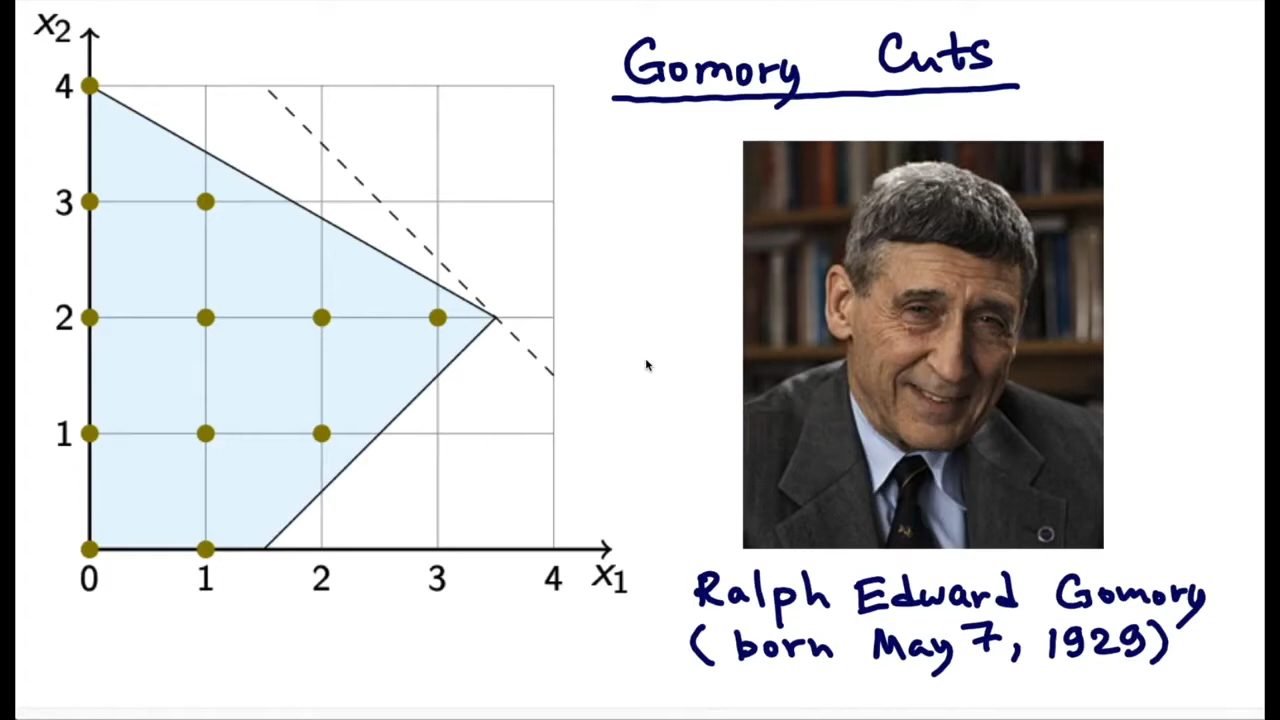 Gomory Cuts
x2
4
3
2
1
0 1 2 3 4 x1
Ralph Edward Gomory
(born May 7, 1929)